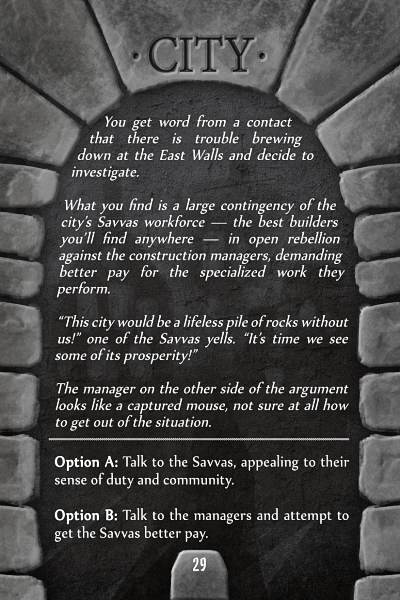 · CITY ·
You get word from a contact
that there is trouble brewing
down at the East Walls and decide to
investigate.
What you find is a large contingency of the
city's Savvas workforce — the best builders
you'll find anywhere — in open rebellion
against the construction managers, demanding
better pay for the specialized work they
perform.
“This city would be a lifeless pile of rocks without
us!” one of the Savvas yells. “It's time we see
some of its prosperity!”
The manager on the other side of the argument
looks like a captured mouse, not sure at all how
to get out of the situation.
Option A: Talk to the Savvas, appealing to their
sense of duty and community.
Option B: Talk to the managers and attempt to
get the Savvas better pay.
29